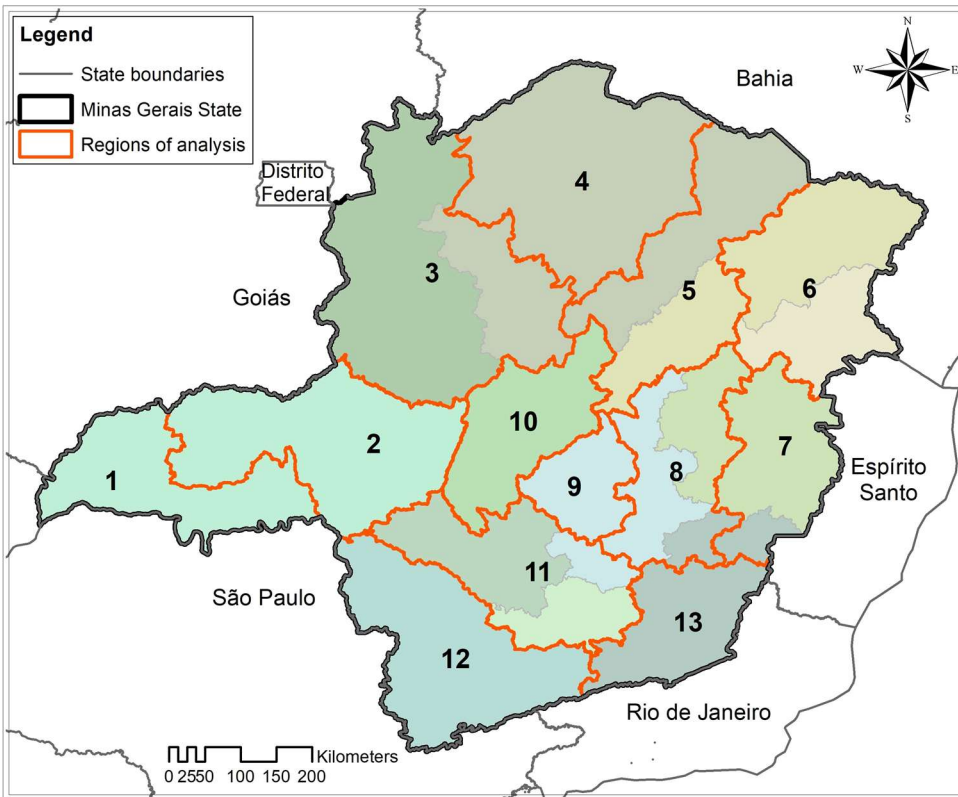 Legend
State boundaries
Minas Gerais State
Regions of analysis
N
W E
S
Bahia
Distrito
Federal
Goiás
4
3
5
6
10
2
7
1
9
8
Espírito
Santo
11
São Paulo
13
12
Rio de Janeiro
Kilometers
0 2550 100 150 200